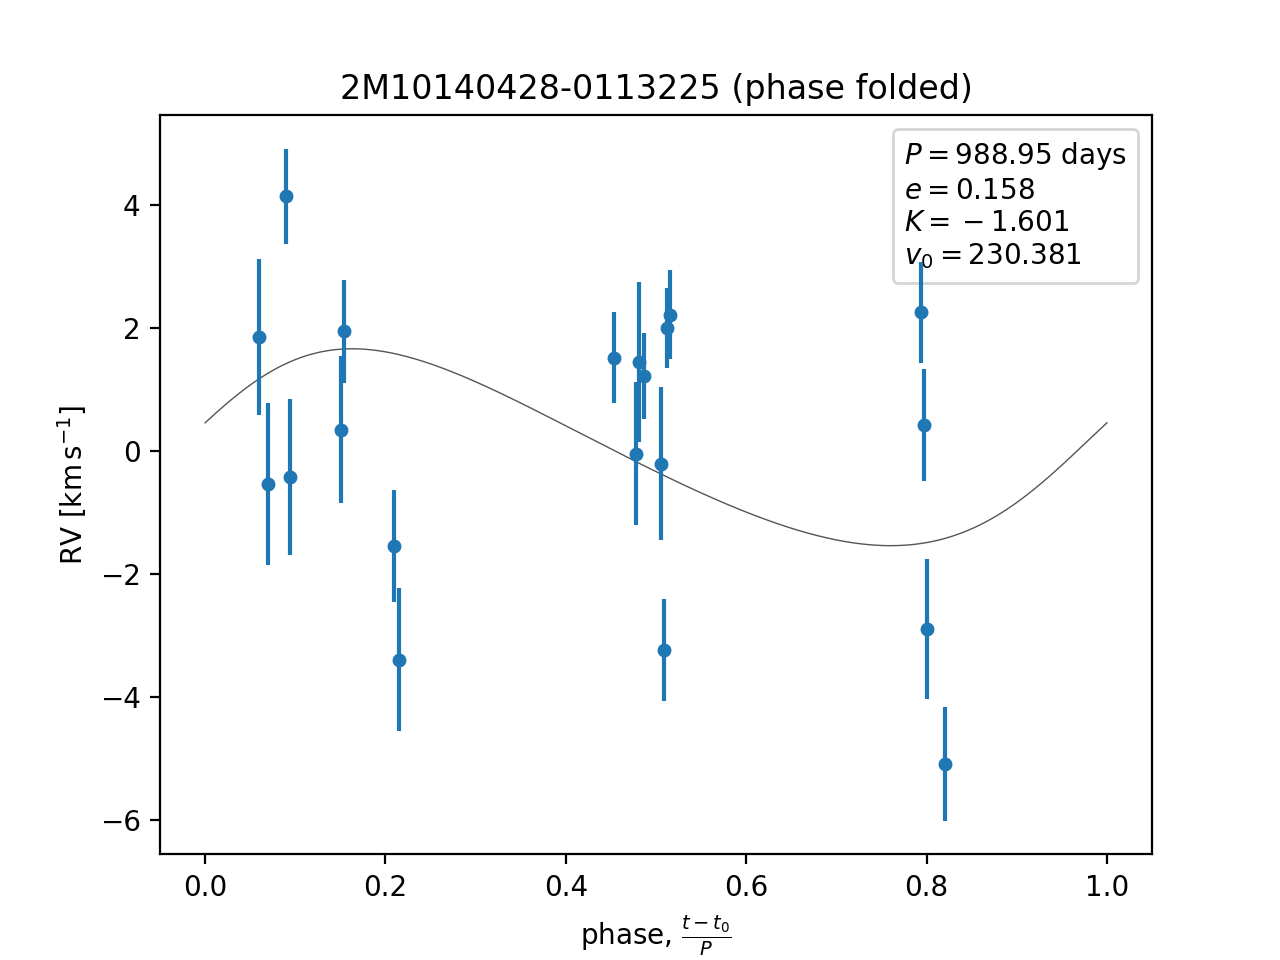 2M10140428-0113225 (phase folded)
P = 988.95 days
e = 0.158
K = −1.601
v₀ = 230.381
RV [km s⁻¹]
4
2
0
−2
−4
−6
0.0 0.2 0.4 0.6 0.8 1.0
phase, (t − t₀)/P